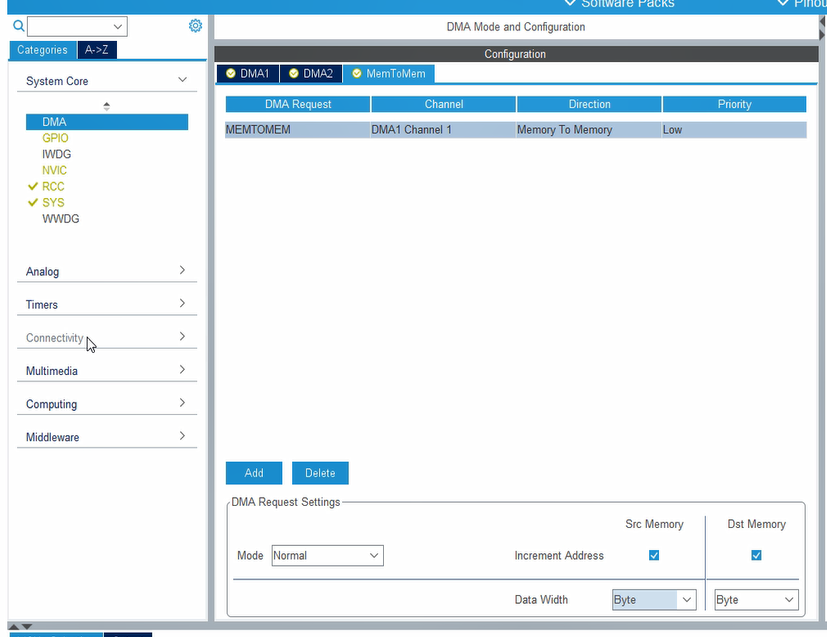 Software Packs
Pinou
DMA Mode and Configuration
Categories A->Z
Configuration
System Core
DMA1 DMA2 MemToMem
DMA Request Channel Direction Priority
DMA
MEMTOMEM DMA1 Channel 1 Memory To Memory Low
GPIO
IWDG
NVIC
RCC
SYS
WWDG
Analog
Timers
Connectivity
Multimedia
Computing
Middleware
Add Delete
DMA Request Settings
Src Memory Dst Memory
Mode Normal Increment Address
Data Width Byte Byte